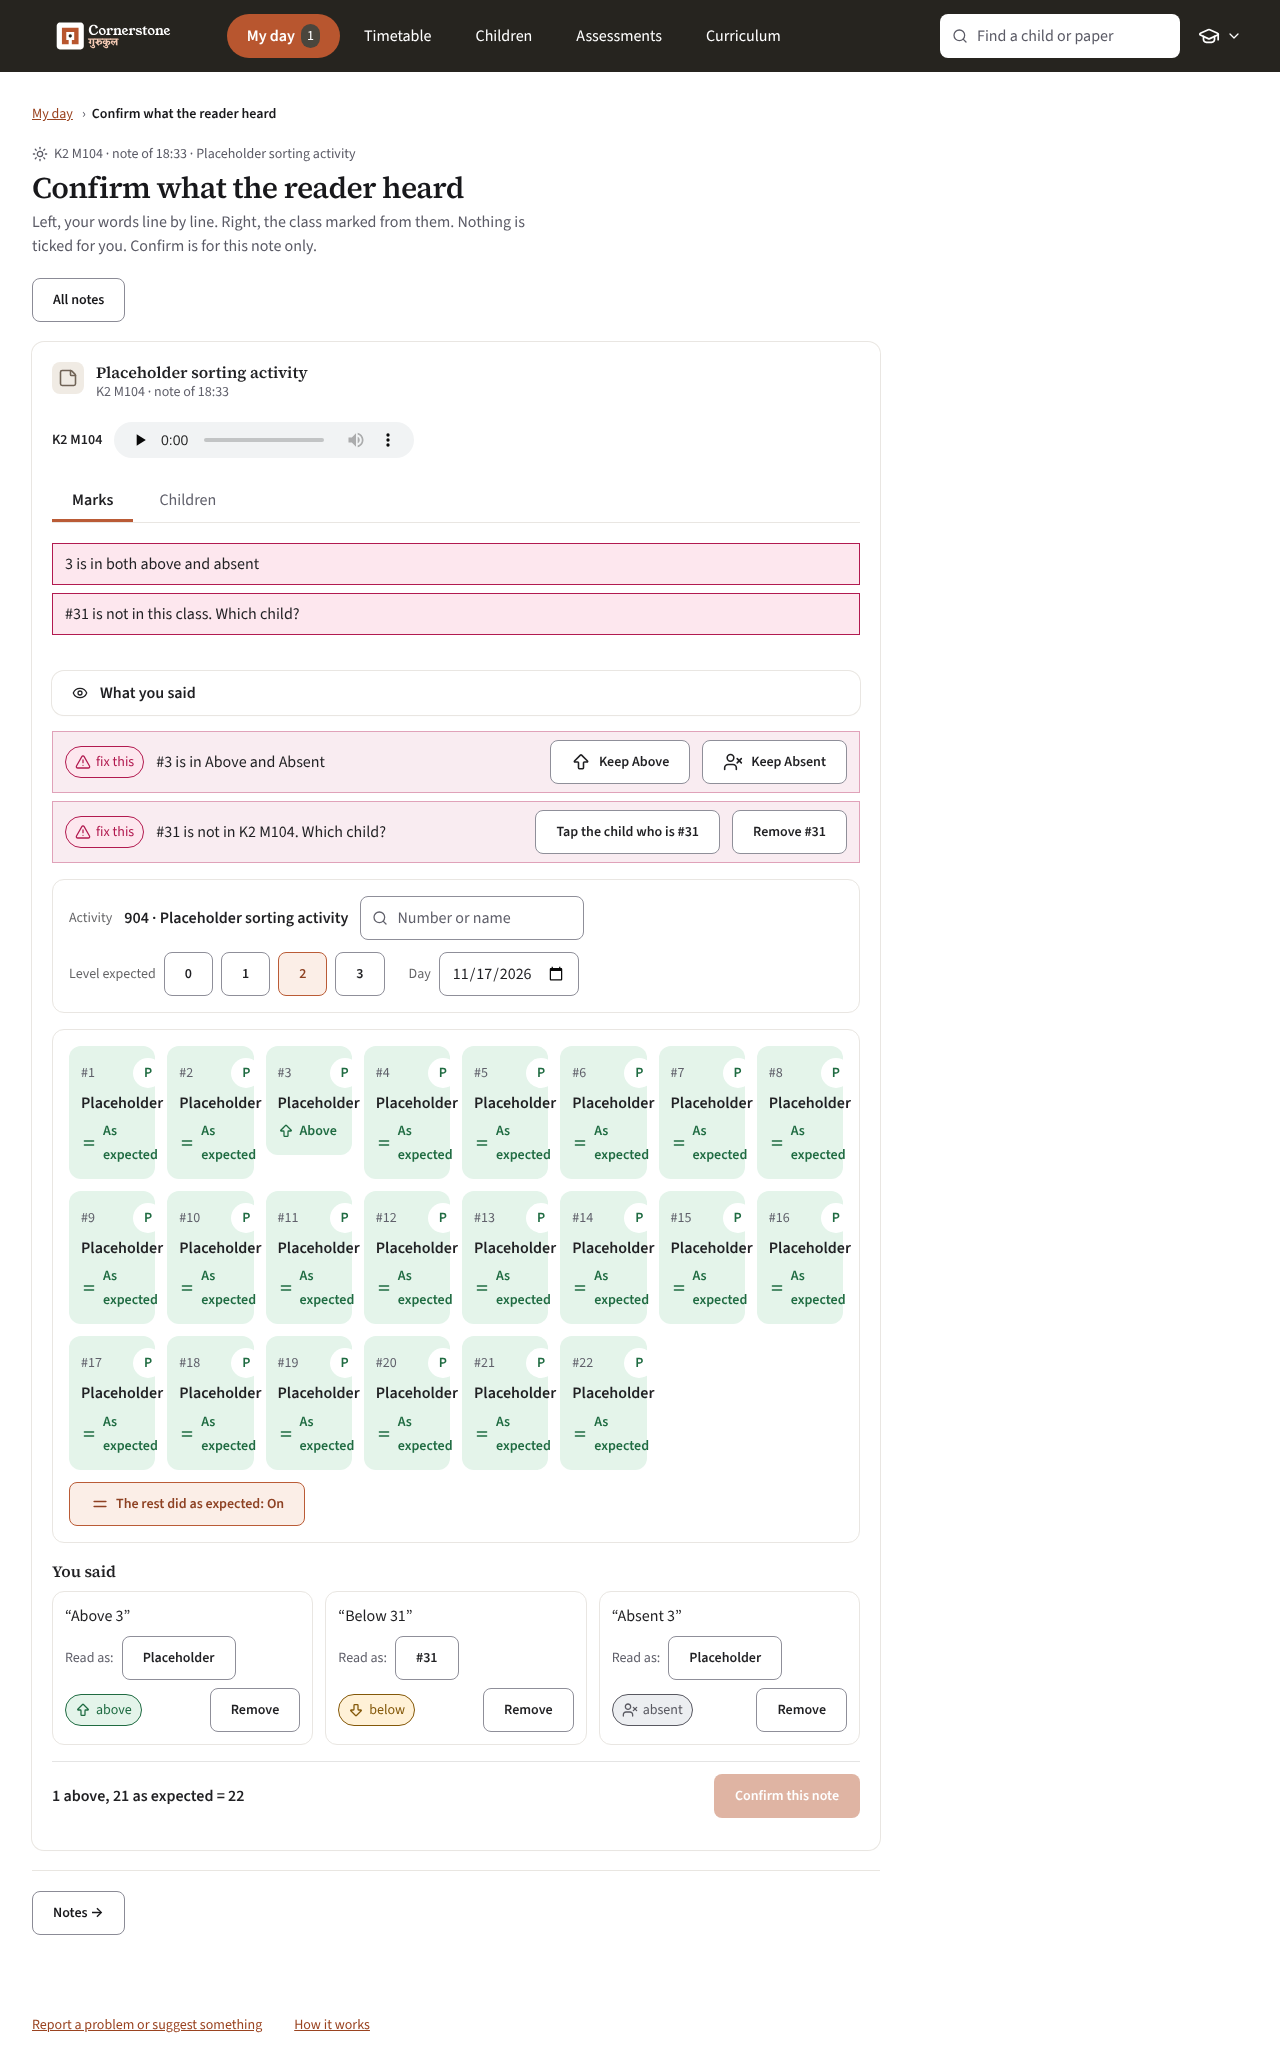 Cornerstone
गुरुकुल
My day 1
Timetable
Children
Assessments
Curriculum
Find a child or paper
My day › Confirm what the reader heard
K2 M104 · note of 18:33 · Placeholder sorting activity
Confirm what the reader heard
Left, your words line by line. Right, the class marked from them. Nothing is
ticked for you. Confirm is for this note only.
All notes
Placeholder sorting activity
K2 M104 · note of 18:33
K2 M104 0:00
Marks Children
3 is in both above and absent
#31 is not in this class. Which child?
What you said
fix this #3 is in Above and Absent Keep Above Keep Absent
fix this #31 is not in K2 M104. Which child? Tap the child who is #31 Remove #31
Activity 904 · Placeholder sorting activity Number or name
Level expected 0 1 2 3 Day 11/17/2026
#1 P #2 P #3 P #4 P #5 P #6 P #7 P #8 P
Placeholder Placeholder Placeholder Placeholder Placeholder Placeholder Placeholder Placeholder
As As Above As As As As As
expected expected expected expected expected expected expected
#9 P #10 P #11 P #12 P #13 P #14 P #15 P #16 P
Placeholder Placeholder Placeholder Placeholder Placeholder Placeholder Placeholder Placeholder
As As As As As As As As
expected expected expected expected expected expected expected expected
#17 P #18 P #19 P #20 P #21 P #22 P
Placeholder Placeholder Placeholder Placeholder Placeholder Placeholder
As As As As As As
expected expected expected expected expected expected
The rest did as expected: On
You said
“Above 3” “Below 31” “Absent 3”
Read as: Placeholder Read as: #31 Read as: Placeholder
above Remove below Remove absent Remove
1 above, 21 as expected = 22 Confirm this note
Notes →
Report a problem or suggest something How it works